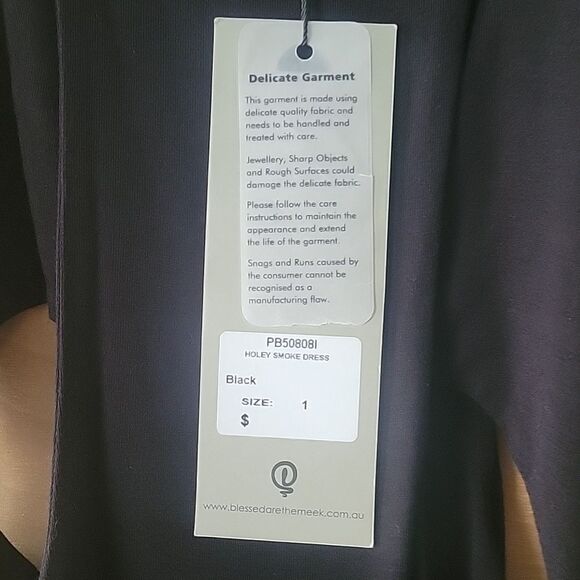 Delicate Garment
This garment is made using
delicate quality fabric and
needs to be handled and
treated with care.
Jewellery, Sharp Objects
and Rough Surfaces could
damage the delicate fabric.
Please follow the care
instructions to maintain the
appearance and extend
the life of the garment.
Snags and Runs caused by
the consumer cannot be
recognised as a
manufacturing flaw.
PB50808I
HOLEY SMOKE DRESS
Black
SIZE: 1
$
www.blessedarethemeek.com.au